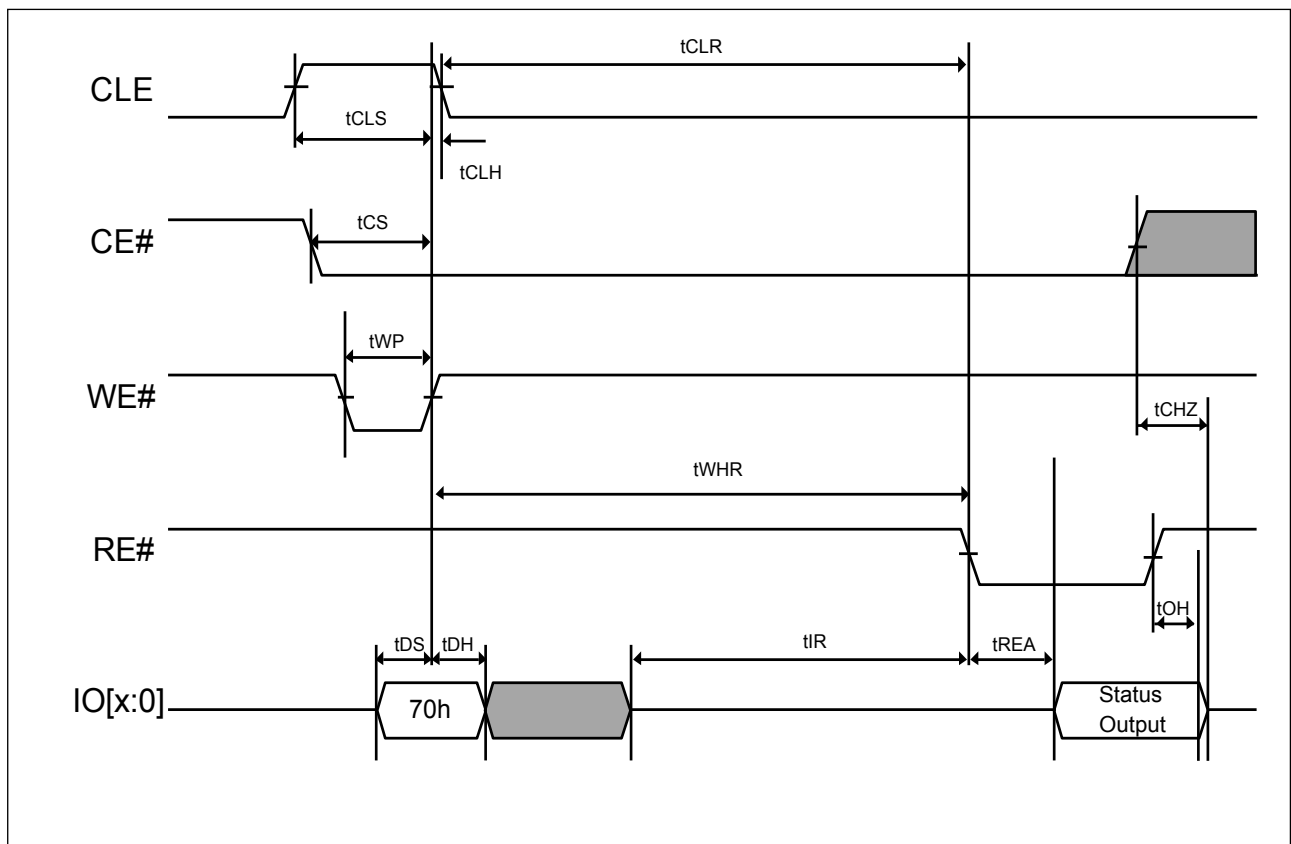 tCLR
CLE
tCLS
tCLH
tCS
CE#
tWP
WE#
tCHZ
tWHR
RE#
tOH
tDS
tDH
tIR
tREA
IO[x:0]
70h
Status
Output